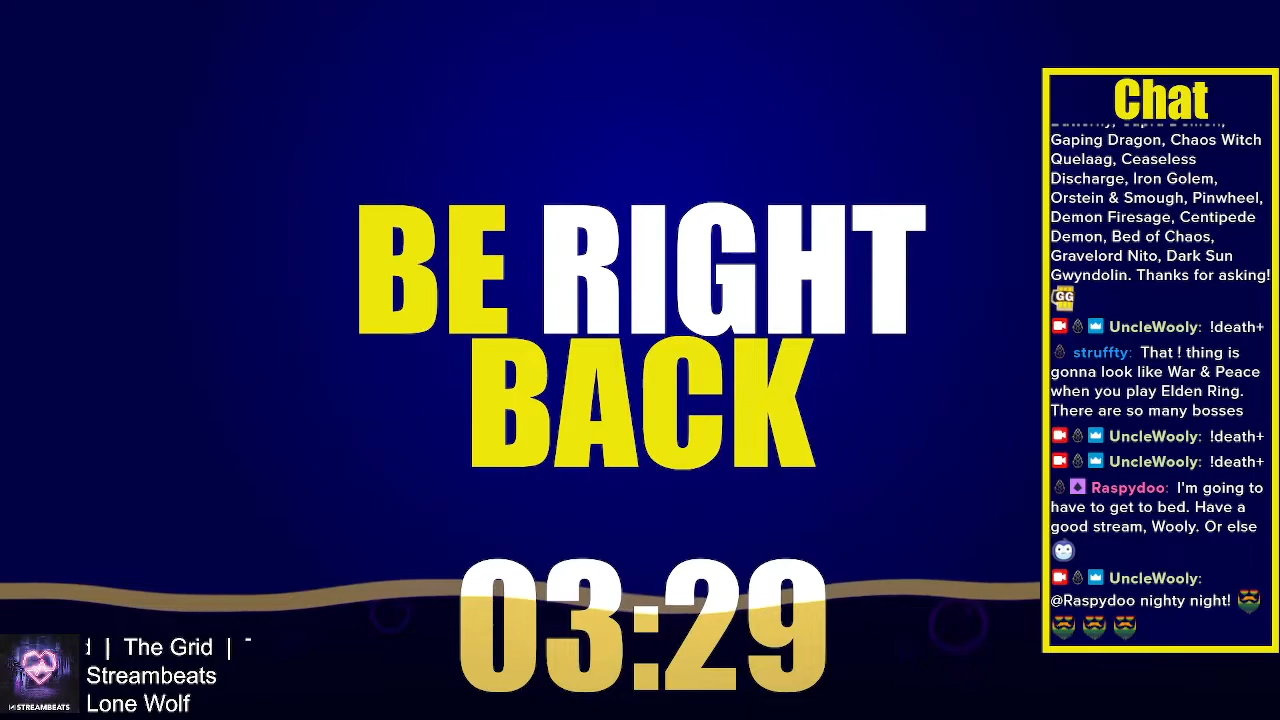 BE RIGHT
BACK
03:29
Chat
Gaping Dragon, Chaos Witch
Quelaag, Ceaseless
Discharge, Iron Golem,
Orstein & Smough, Pinwheel,
Demon Firesage, Centipede
Demon, Bed of Chaos,
Gravelord Nito, Dark Sun
Gwyndolin. Thanks for asking!
GG
UncleWooly: !death+
struffty: That ! thing is
gonna look like War & Peace
when you play Elden Ring.
There are so many bosses
UncleWooly: !death+
UncleWooly: !death+
Raspydoo: I'm going to
have to get to bed. Have a
good stream, Wooly. Or else
UncleWooly:
@Raspydoo nighty night!
| The Grid |
Streambeats
Lone Wolf
STREAMBEATS